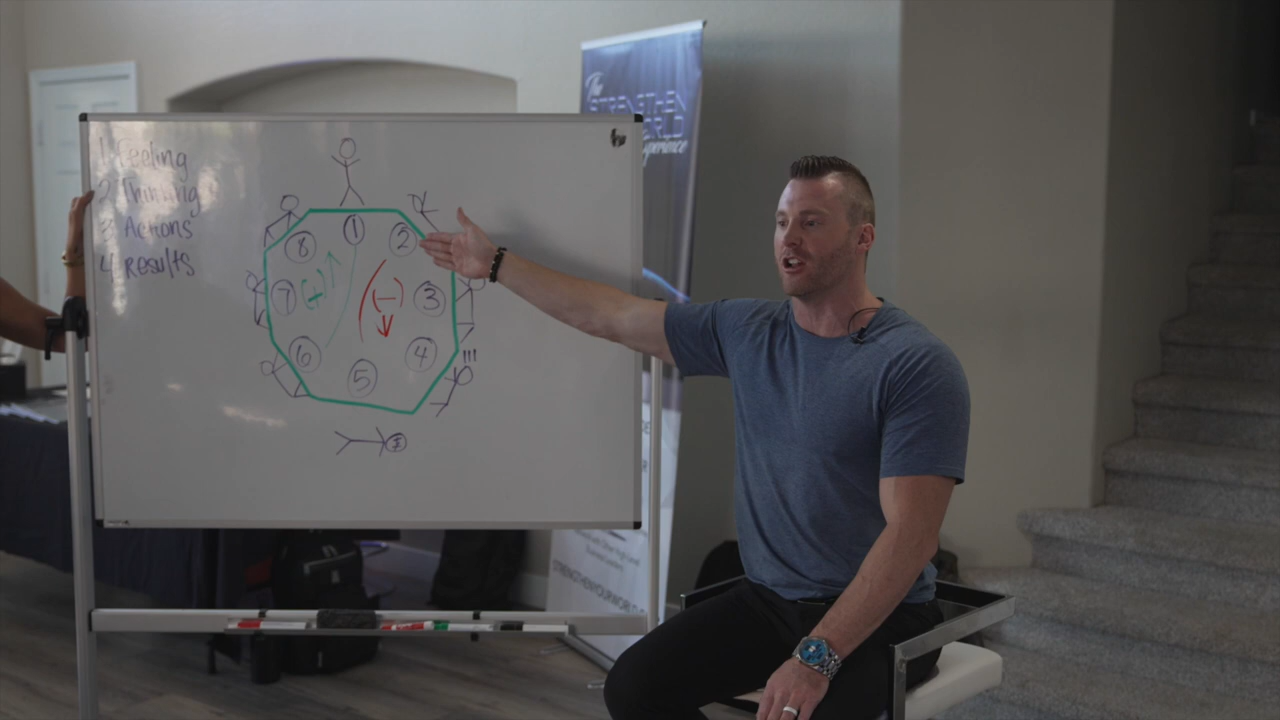 1 Feeling
2 Thinking
3 Actions
4 Results
1
2
3
4
5
6
7
8
(+)
(-)
!!!
The
STRENGTHEN
WORLD
Experience
STRENGTHENYOURWORLD